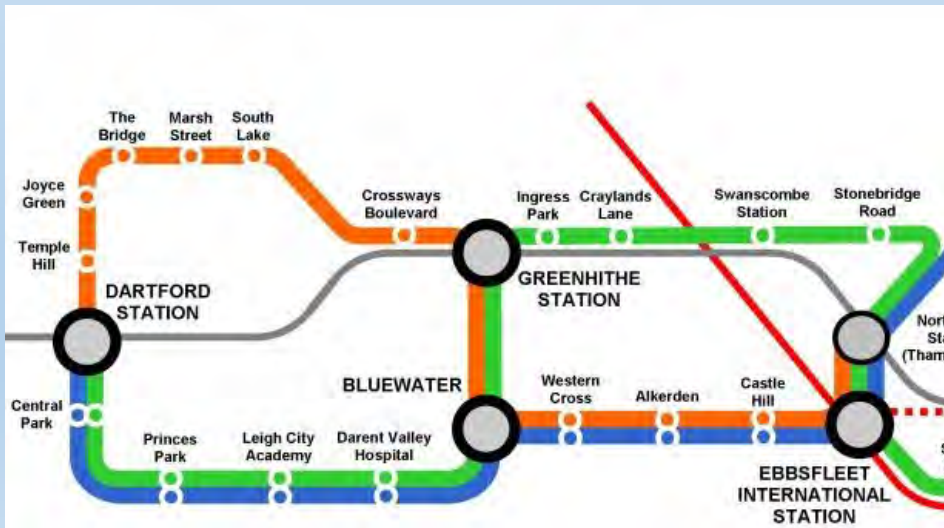 The
Bridge
Marsh
Street
South
Lake
Joyce
Green
Crossways
Boulevard
Ingress
Park
Craylands
Lane
Swanscombe
Station
Stonebridge
Road
Temple
Hill
DARTFORD
STATION
GREENHITHE
STATION
BLUEWATER
Western
Cross
Alkerden
Castle
Hill
Central
Park
Princes
Park
Leigh City
Academy
Darent Valley
Hospital
EBBSFLEET
INTERNATIONAL
STATION